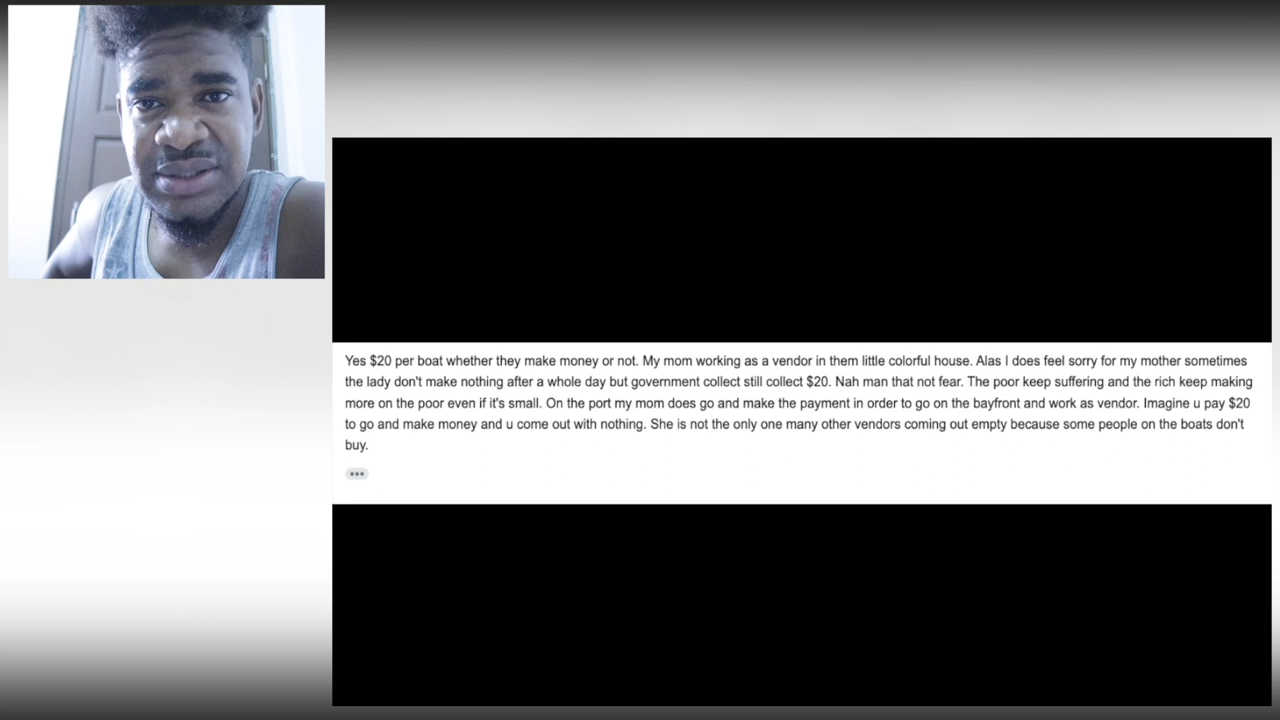 Yes $20 per boat whether they make money or not. My mom working as a vendor in them little colorful house. Alas I does feel sorry for my mother sometimes
the lady don't make nothing after a whole day but government collect still collect $20. Nah man that not fear. The poor keep suffering and the rich keep making
more on the poor even if it's small. On the port my mom does go and make the payment in order to go on the bayfront and work as vendor. Imagine u pay $20
to go and make money and u come out with nothing. She is not the only one many other vendors coming out empty because some people on the boats don't
buy.